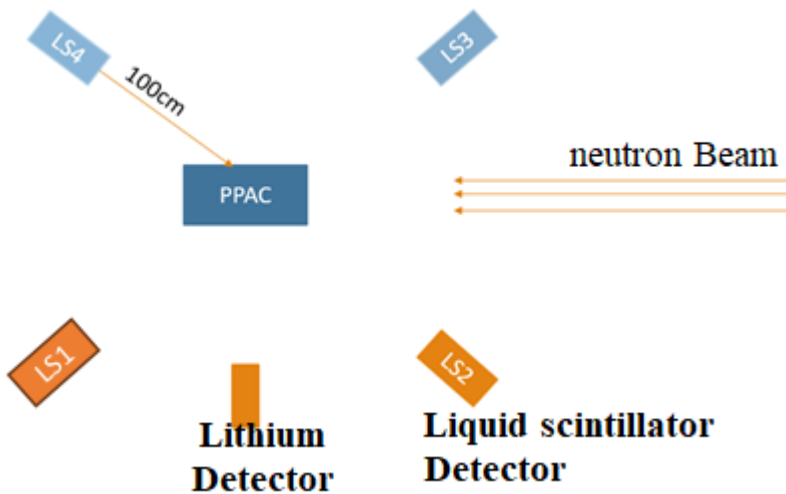 LS4
LS3
100cm
neutron Beam
PPAC
LS1
LS2
Lithium
Detector
Liquid scintillator
Detector